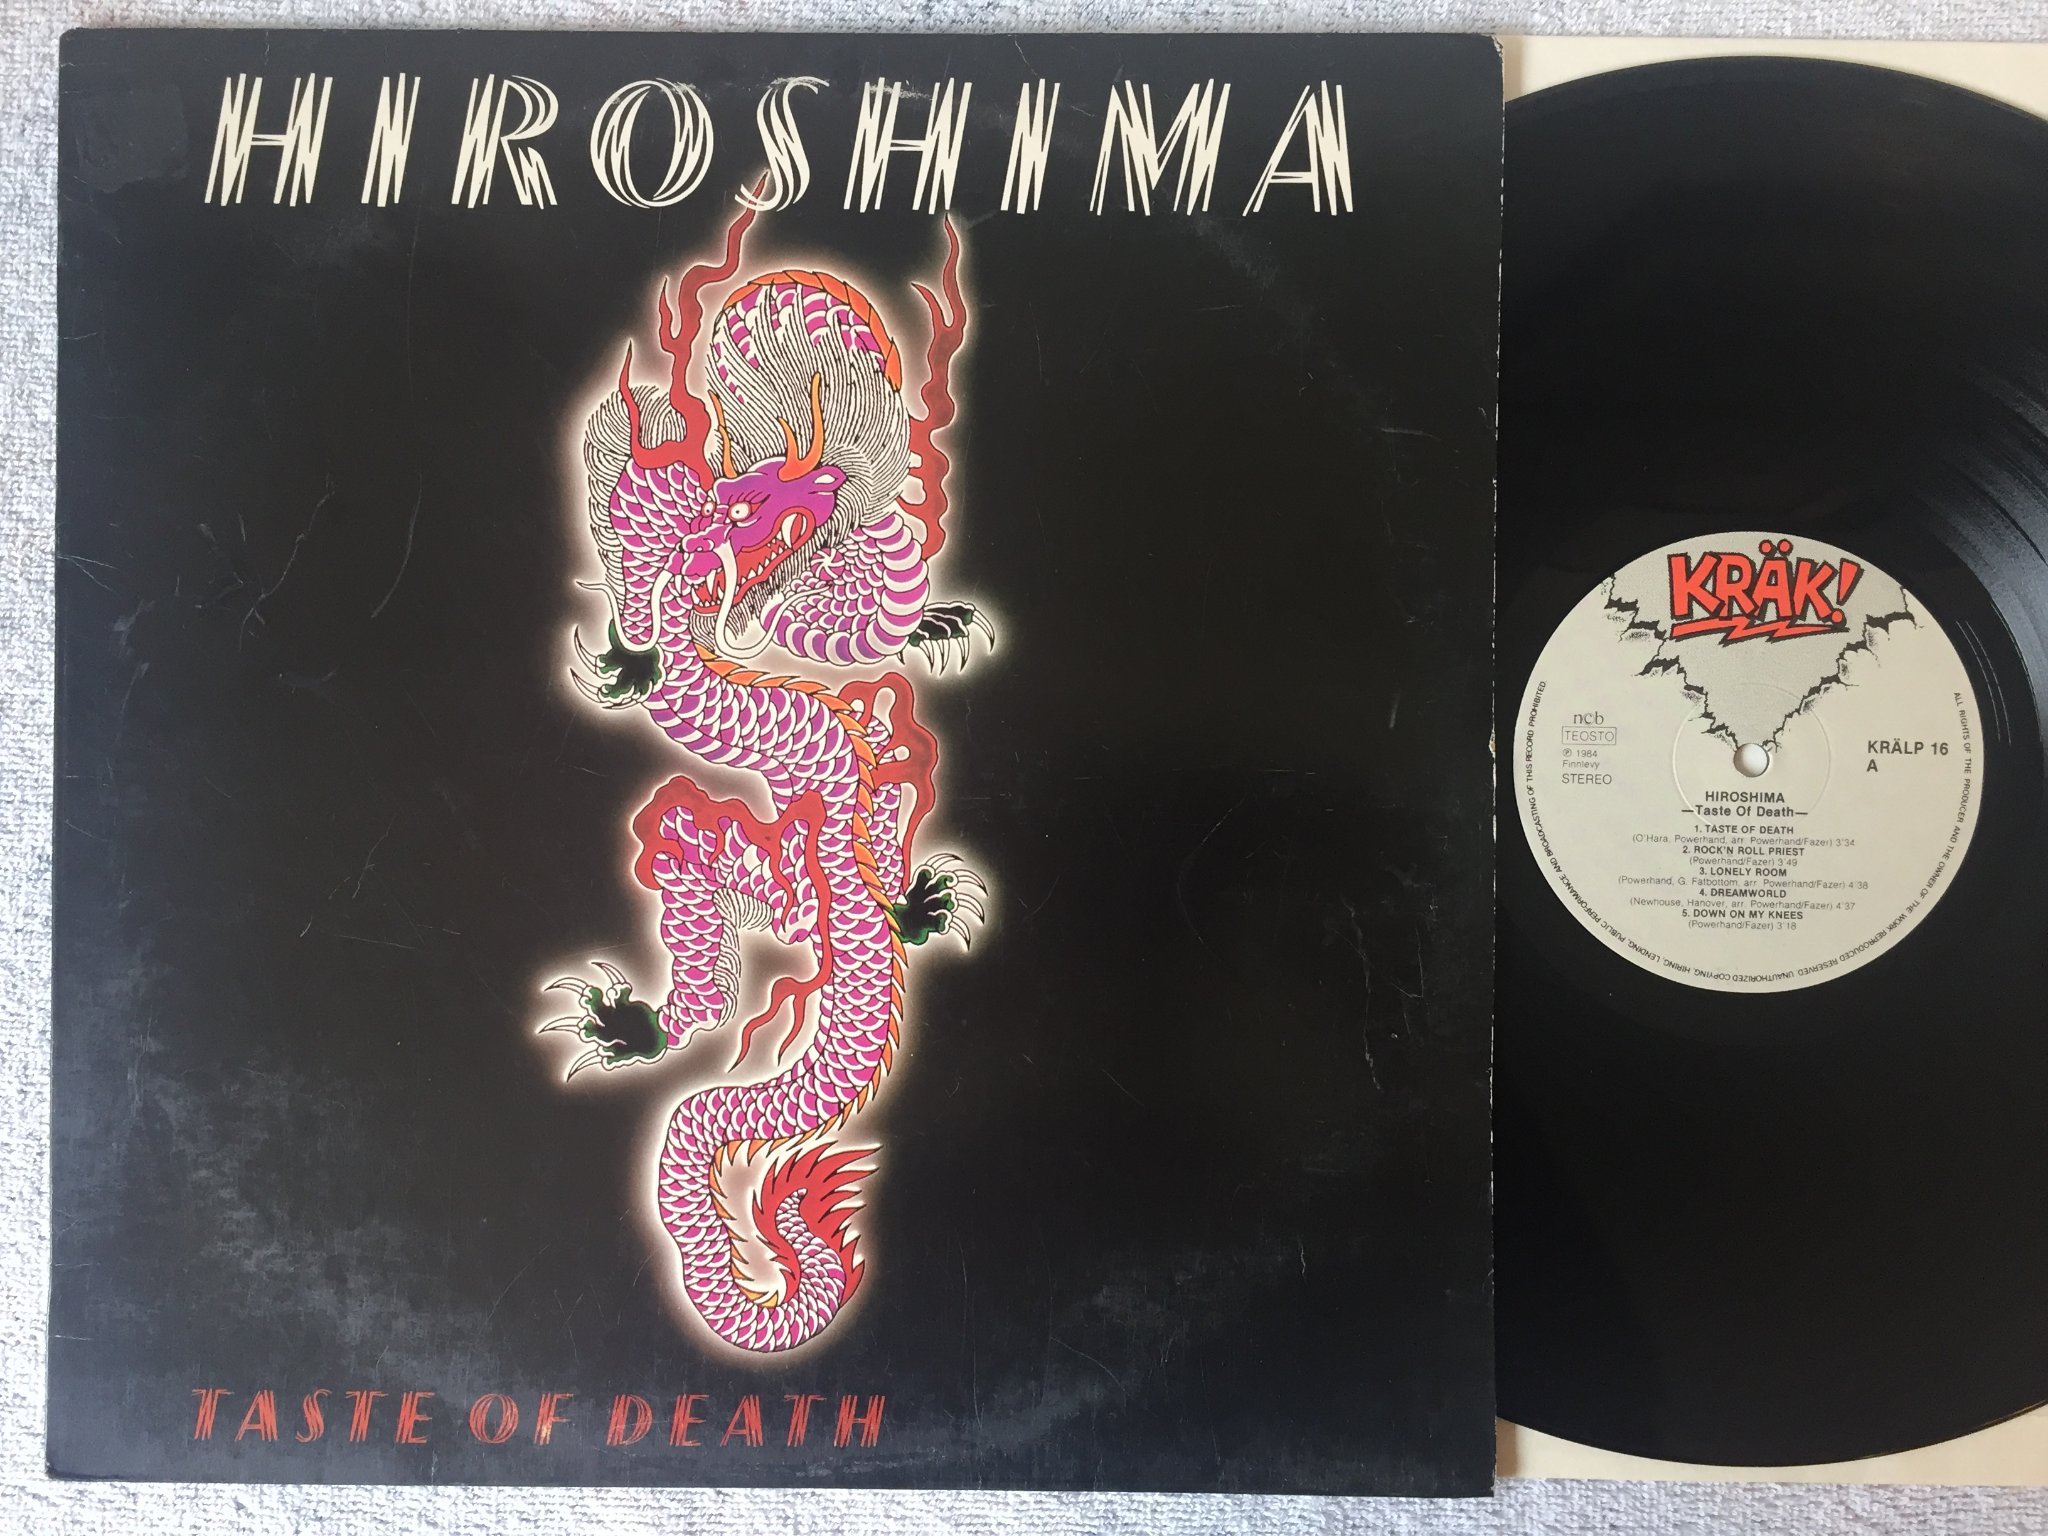 HIROSHIMA
TASTE OF DEATH
KRÄK!
ncb
TEOSTO
℗ 1984
Finnlevy
STEREO
KRÄLP 16
A
HIROSHIMA
—Taste Of Death—
1. TASTE OF DEATH
(O'Hara, Powerhand, arr. Powerhand/Fazer) 3'34
2. ROCK'N ROLL PRIEST
(Powerhand/Fazer) 3'49
3. LONELY ROOM
(Powerhand, G. Fatbottom, arr. Powerhand/Fazer) 4'38
4. DREAMWORLD
(Newhouse, Hanover, arr. Powerhand/Fazer) 4'37
5. DOWN ON MY KNEES
(Powerhand/Fazer) 3'18
ALL RIGHTS OF THE PRODUCER AND THE OWNER OF THE WORK REPRODUCED RESERVED. UNAUTHORIZED COPYING, HIRING, LENDING, PUBLIC PERFORMANCE AND BROADCASTING OF THIS RECORD PROHIBITED.